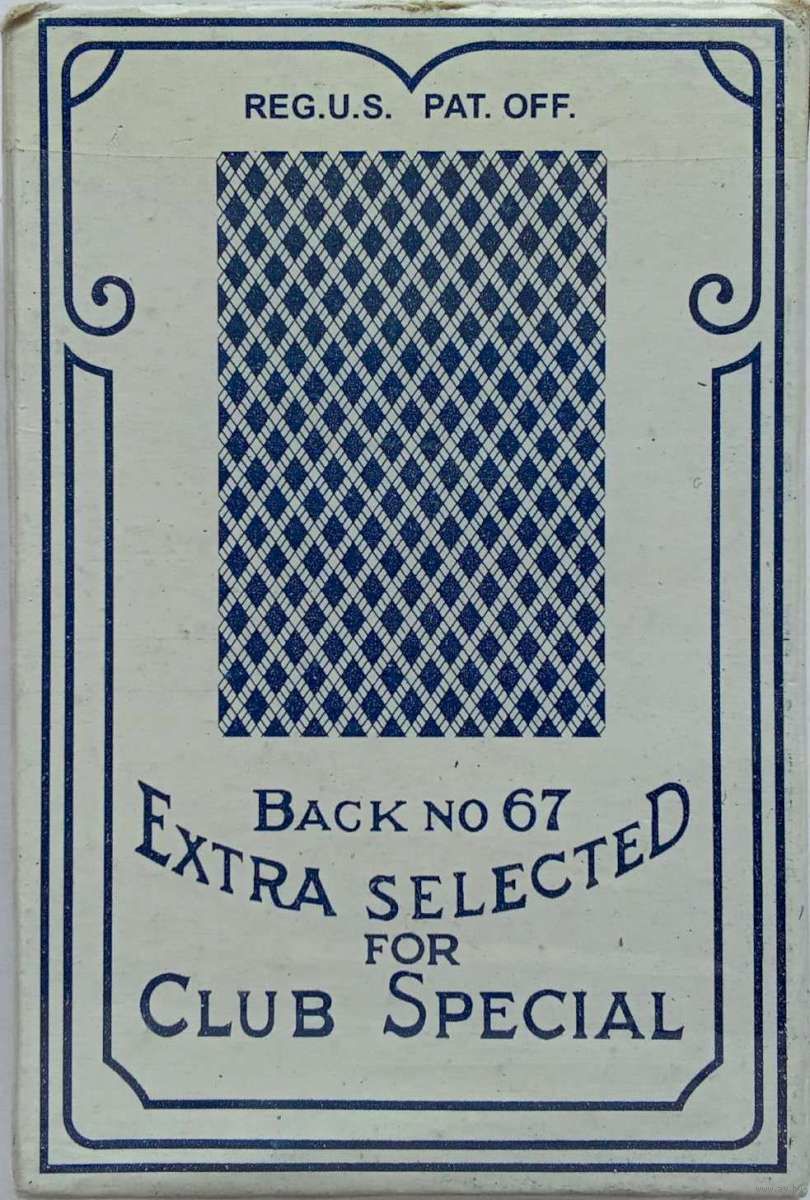 REG.U.S. PAT. OFF.
BACK NO 67
EXTRA SELECTED
FOR
CLUB SPECIAL